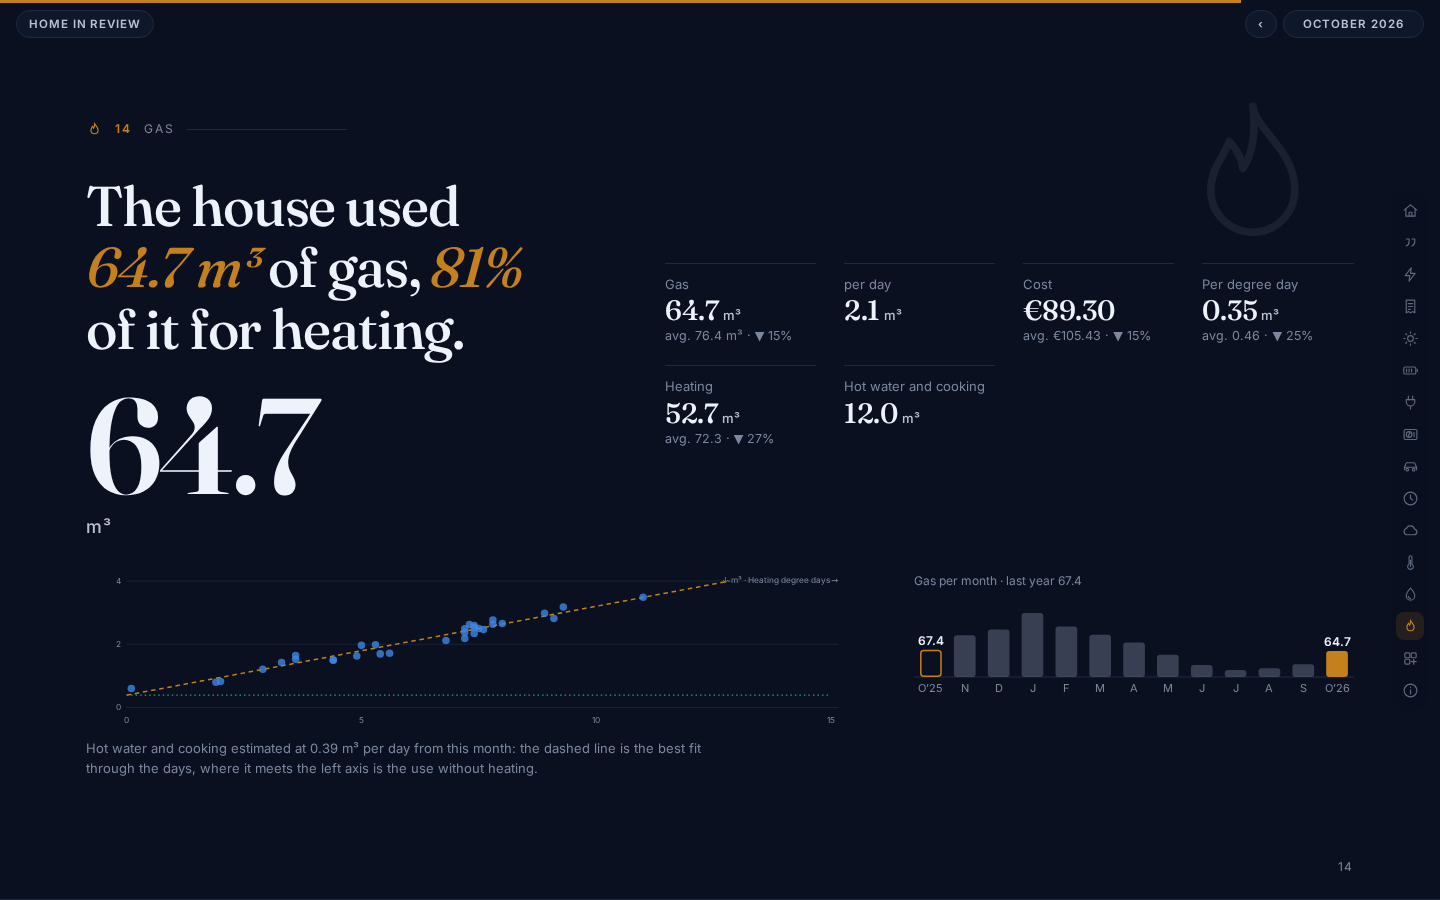 HOME IN REVIEW
‹
OCTOBER 2026
14 GAS
The house used
64.7 m³ of gas, 81%
of it for heating.
64.7
m³
Gas
64.7 m³
avg. 76.4 m³ · ▼ 15%
per day
2.1 m³
Cost
€89.30
avg. €105.43 · ▼ 15%
Per degree day
0.35 m³
avg. 0.46 · ▼ 25%
Heating
52.7 m³
avg. 72.3 · ▼ 27%
Hot water and cooking
12.0 m³
m³ · Heating degree days →
4
2
0
0 5 10 15
Hot water and cooking estimated at 0.39 m³ per day from this month: the dashed line is the best fit
through the days, where it meets the left axis is the use without heating.
Gas per month · last year 67.4
67.4 64.7
O'25 N D J F M A M J J A S O'26
14